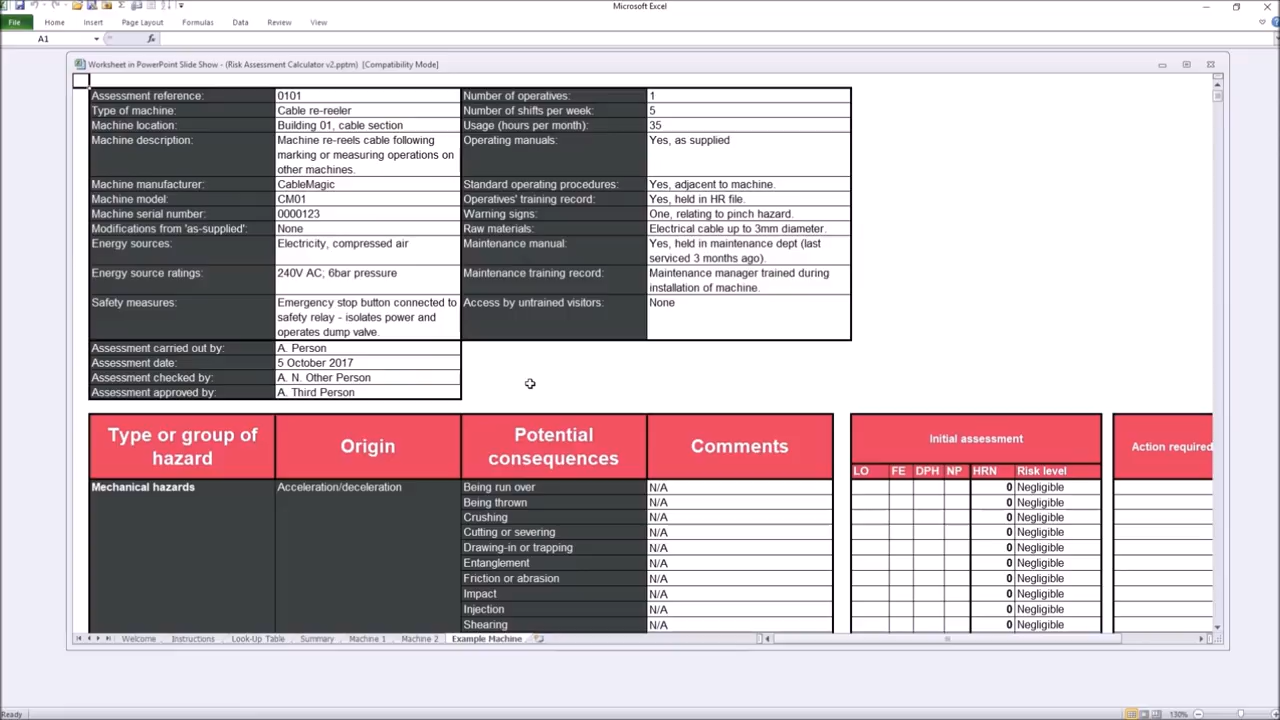 Microsoft Excel
File Home Insert Page Layout Formulas Data Review View
A1 fx
Worksheet in PowerPoint Slide Show - (Risk Assessment Calculator v2.pptm) [Compatibility Mode]
Assessment reference: 0101 Number of operatives: 1
Type of machine: Cable re-reeler Number of shifts per week: 5
Machine location: Building 01, cable section Usage (hours per month): 35
Machine description: Machine re-reels cable following Operating manuals: Yes, as supplied
marking or measuring operations on
other machines.
Machine manufacturer: CableMagic Standard operating procedures: Yes, adjacent to machine.
Machine model: CM01 Operatives' training record: Yes, held in HR file.
Machine serial number: 0000123 Warning signs: One, relating to pinch hazard.
Modifications from 'as-supplied': None Raw materials: Electrical cable up to 3mm diameter.
Energy sources: Electricity, compressed air Maintenance manual: Yes, held in maintenance dept (last
serviced 3 months ago).
Energy source ratings: 240V AC; 6bar pressure Maintenance training record: Maintenance manager trained during
installation of machine.
Safety measures: Emergency stop button connected to Access by untrained visitors: None
safety relay - isolates power and
operates dump valve.
Assessment carried out by: A. Person
Assessment date: 5 October 2017
Assessment checked by: A. N. Other Person
Assessment approved by: A. Third Person
Type or group of hazard Origin Potential consequences Comments Initial assessment Action required
LO FE DPH NP HRN Risk level
Mechanical hazards Acceleration/deceleration Being run over N/A 0 Negligible
Being thrown N/A 0 Negligible
Crushing N/A 0 Negligible
Cutting or severing N/A 0 Negligible
Drawing-in or trapping N/A 0 Negligible
Entanglement N/A 0 Negligible
Friction or abrasion N/A 0 Negligible
Impact N/A 0 Negligible
Injection N/A 0 Negligible
Shearing N/A 0 Negligible
Welcome Instructions Look-Up Table Summary Machine 1 Machine 2 Example Machine
Ready 130%